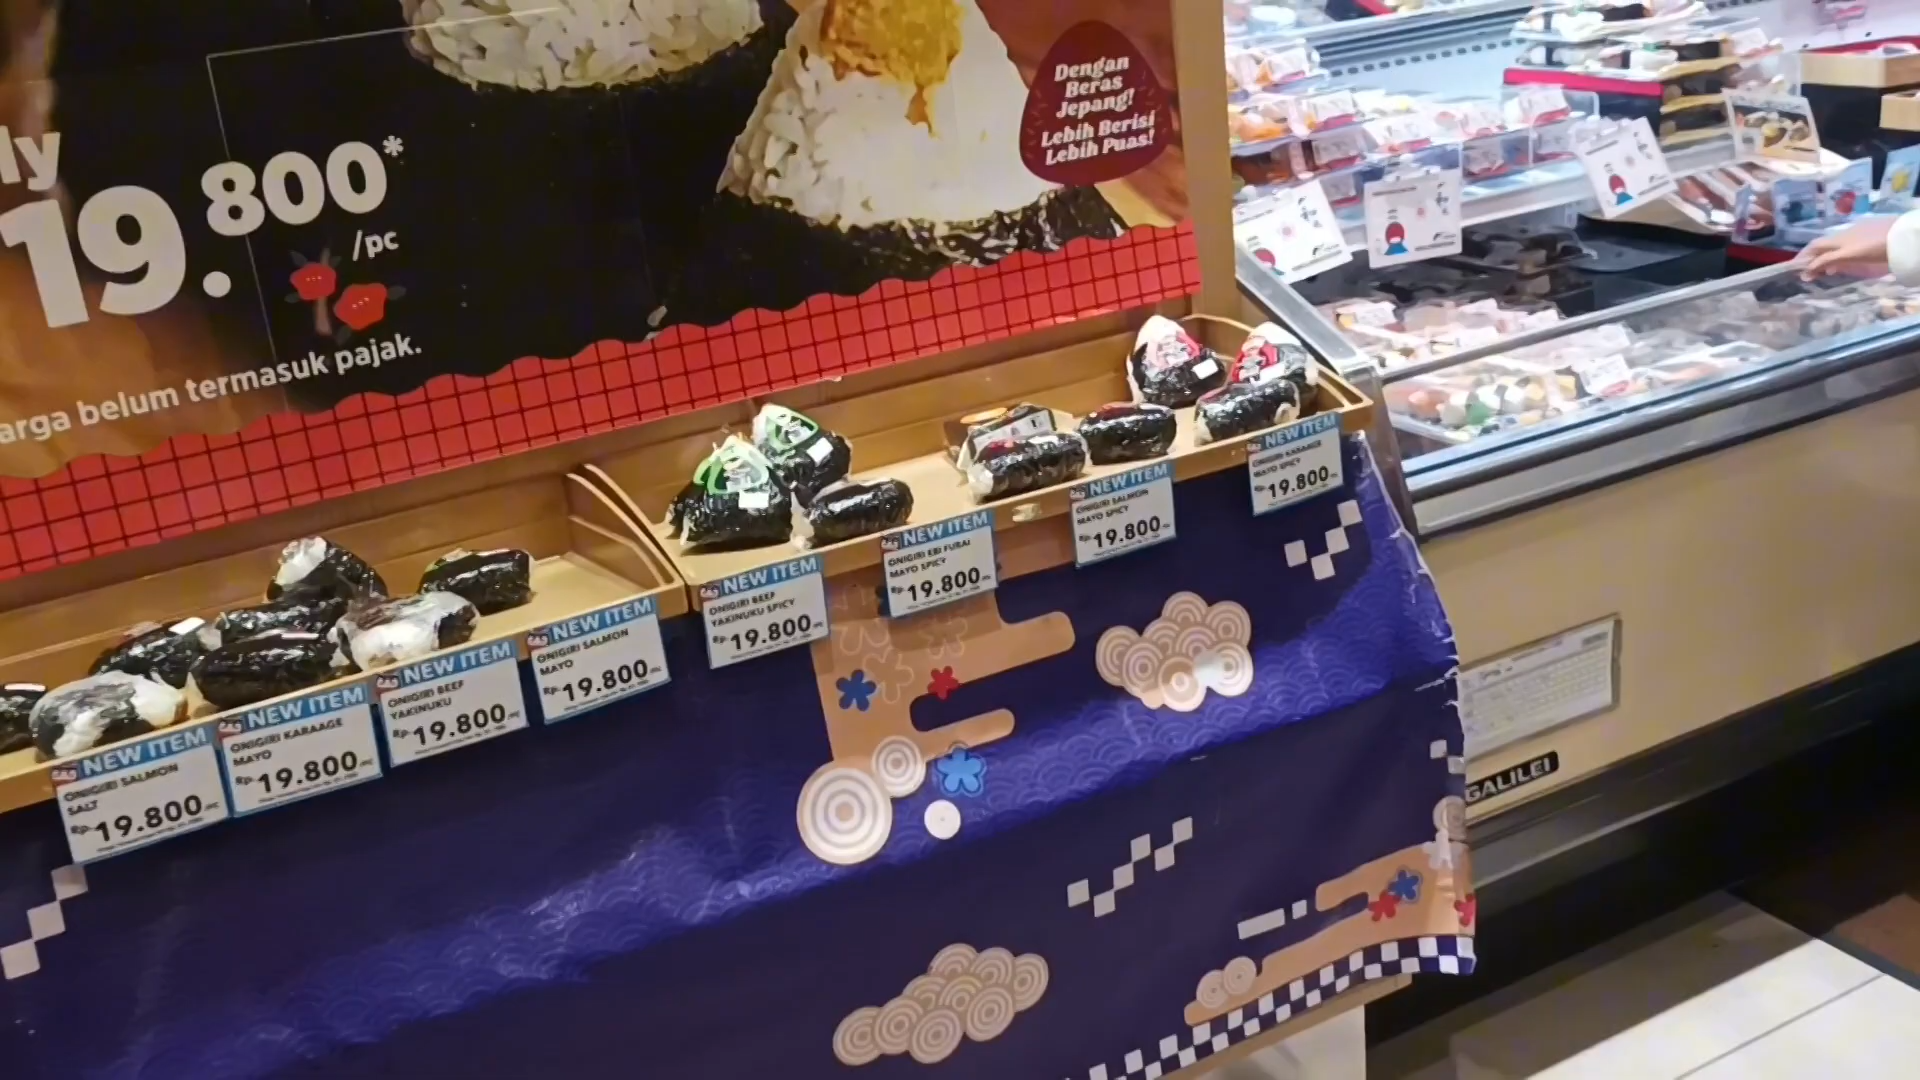 ly
19.800*
/pc
arga belum termasuk pajak.
Dengan
Beras
Jepang!
Lebih Berisi
Lebih Puas!
NEW ITEM
ONIGIRI SALMON
SALT
Rp. 19.800
NEW ITEM
ONIGIRI KARAAGE
MAYO
Rp. 19.800
NEW ITEM
ONIGIRI BEEF
YAKINUKU
Rp. 19.800
NEW ITEM
ONIGIRI SALMON
MAYO
Rp. 19.800
NEW ITEM
ONIGIRI BEEF
YAKINUKU SPICY
Rp. 19.800
NEW ITEM
ONIGIRI EBI FURAI
MAYO SPICY
Rp. 19.800
NEW ITEM
ONIGIRI SALMON
MAYO SPICY
Rp. 19.800
NEW ITEM
ONIGIRI KARAAGE
MAYO SPICY
Rp. 19.800
GALILEI